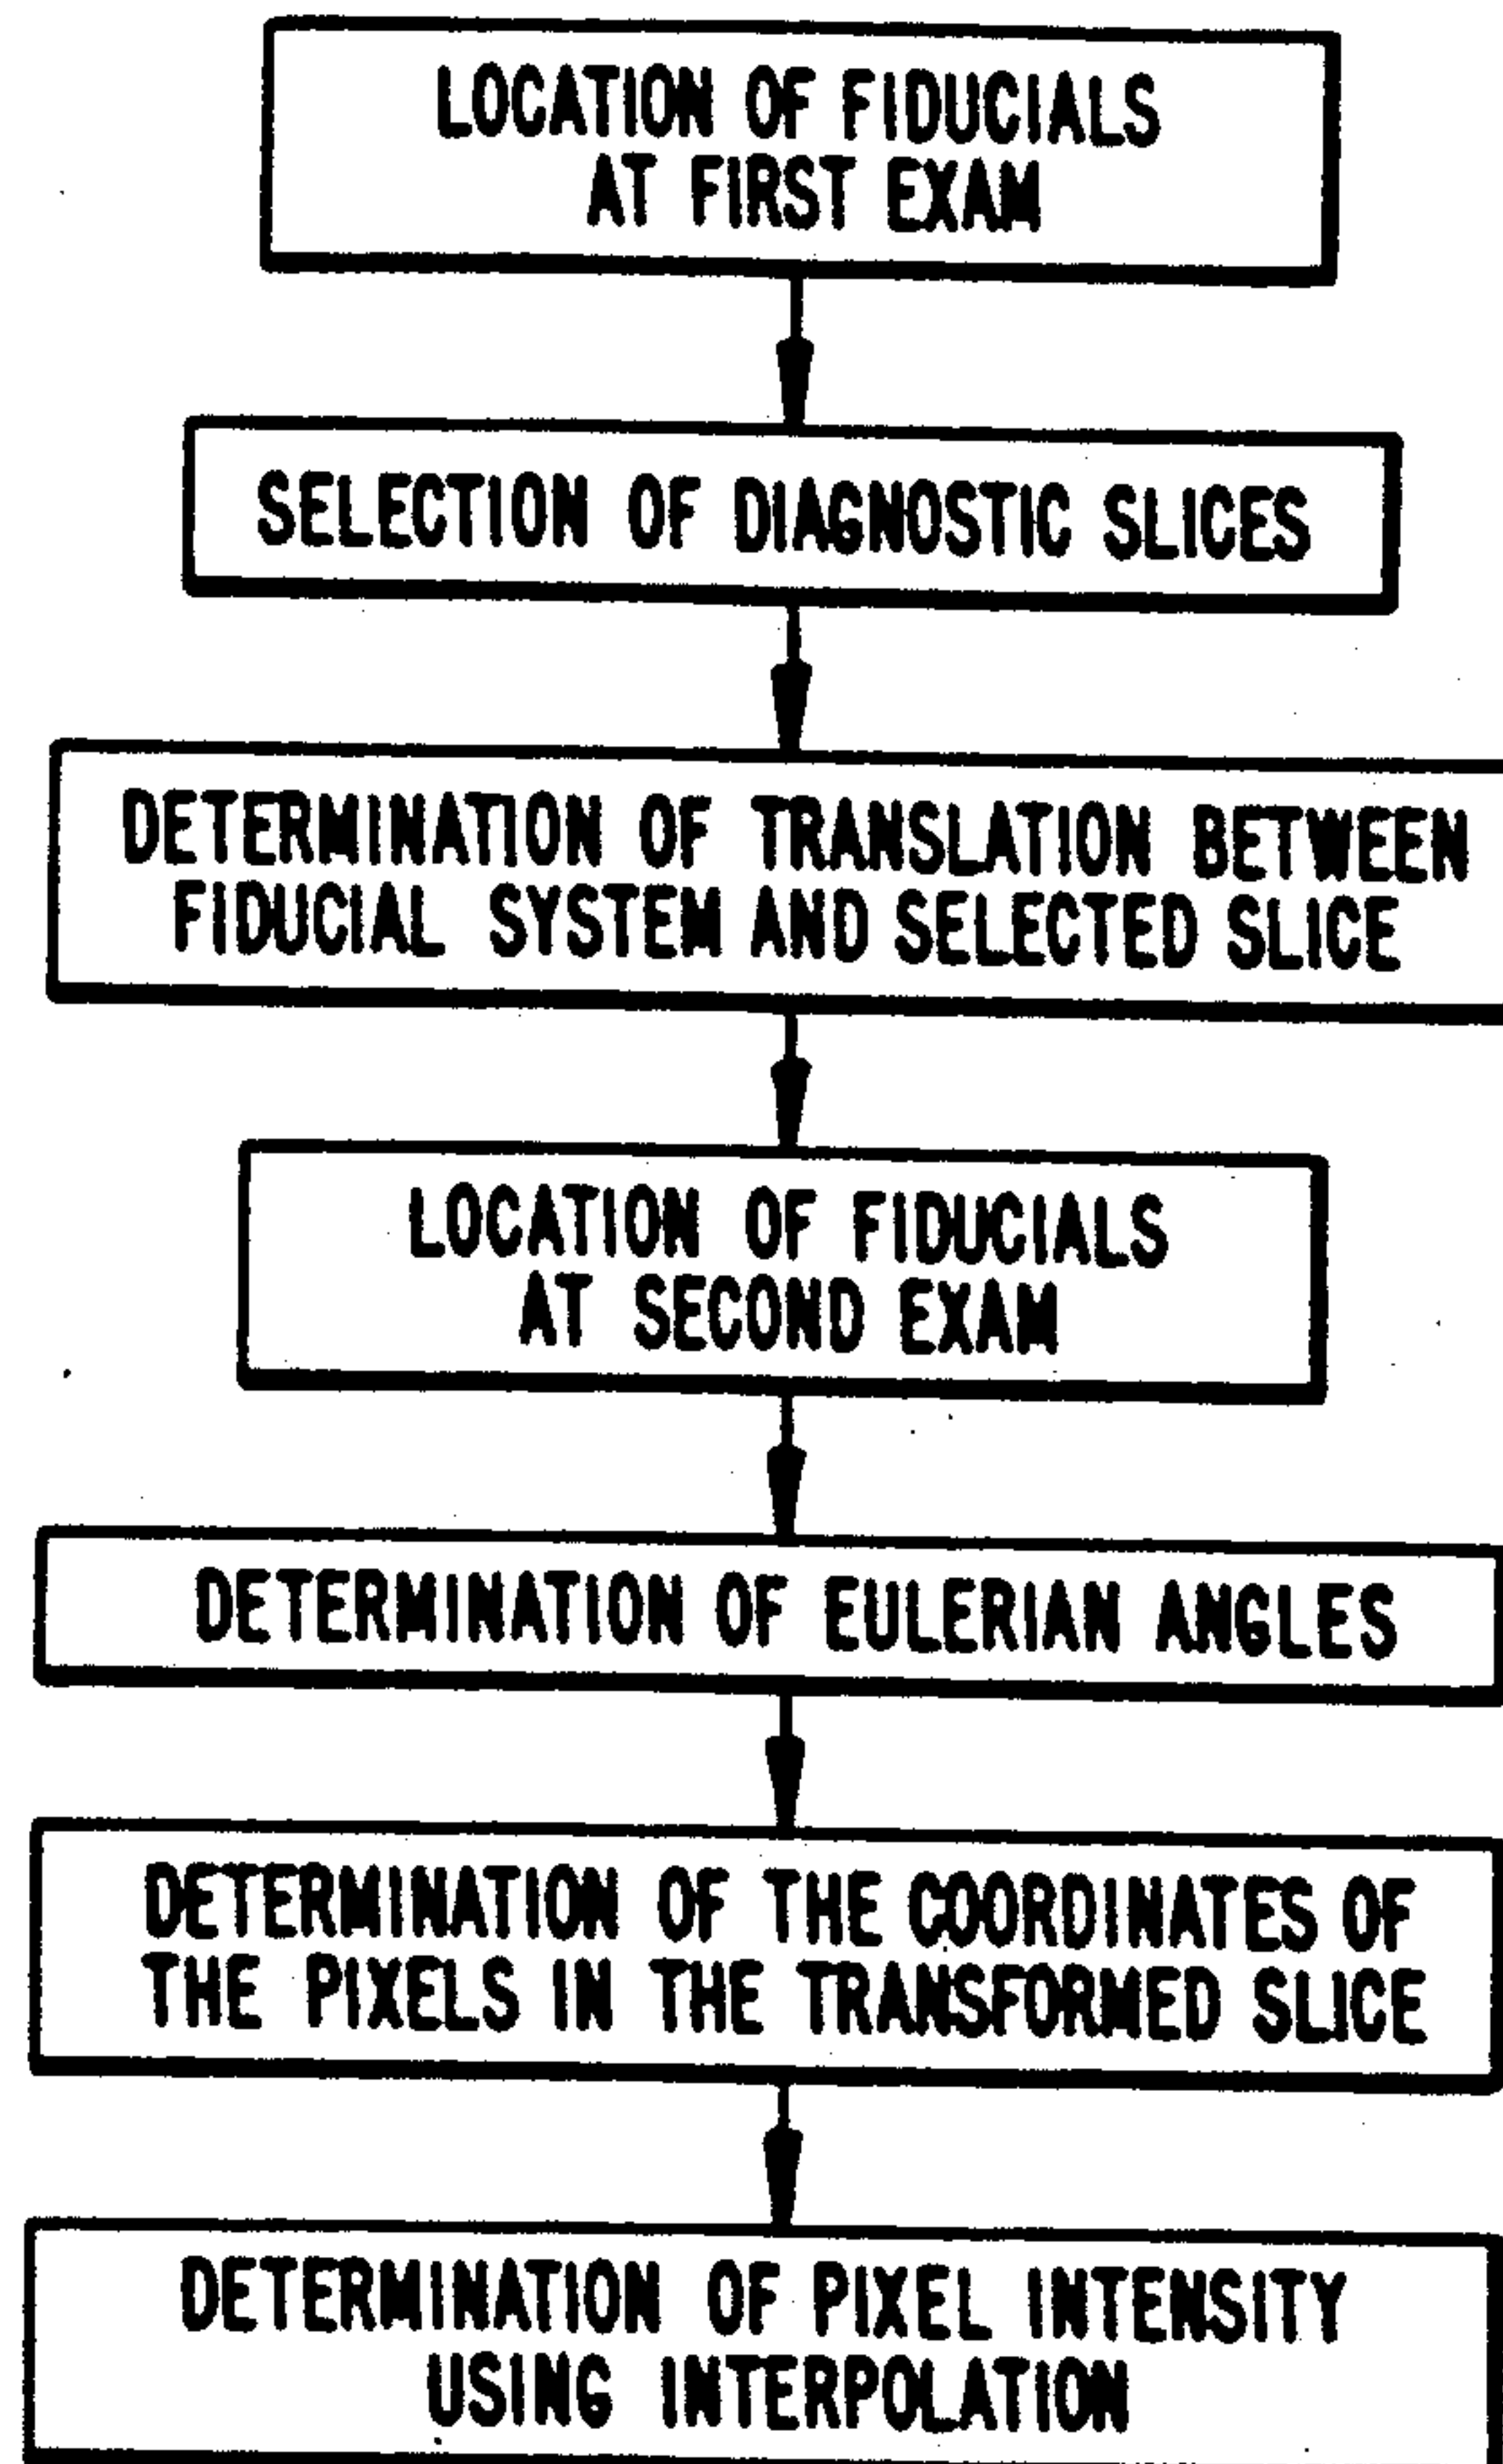 LOCATION OF FIDUCIALS
AT FIRST EXAM
SELECTION OF DIAGNOSTIC SLICES
DETERMINATION OF TRANSLATION BETWEEN
FIDUCIAL SYSTEM AND SELECTED SLICE
LOCATION OF FIDUCIALS
AT SECOND EXAM
DETERMINATION OF EULERIAN ANGLES
DETERMINATION OF THE COORDINATES OF
THE PIXELS IN THE TRANSFORMED SLICE
DETERMINATION OF PIXEL INTENSITY
USING INTERPOLATION